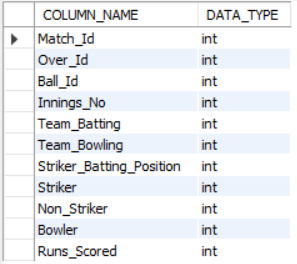 COLUMN_NAME DATA_TYPE
Match_Id int
Over_Id int
Ball_Id int
Innings_No int
Team_Batting int
Team_Bowling int
Striker_Batting_Position int
Striker int
Non_Striker int
Bowler int
Runs_Scored int